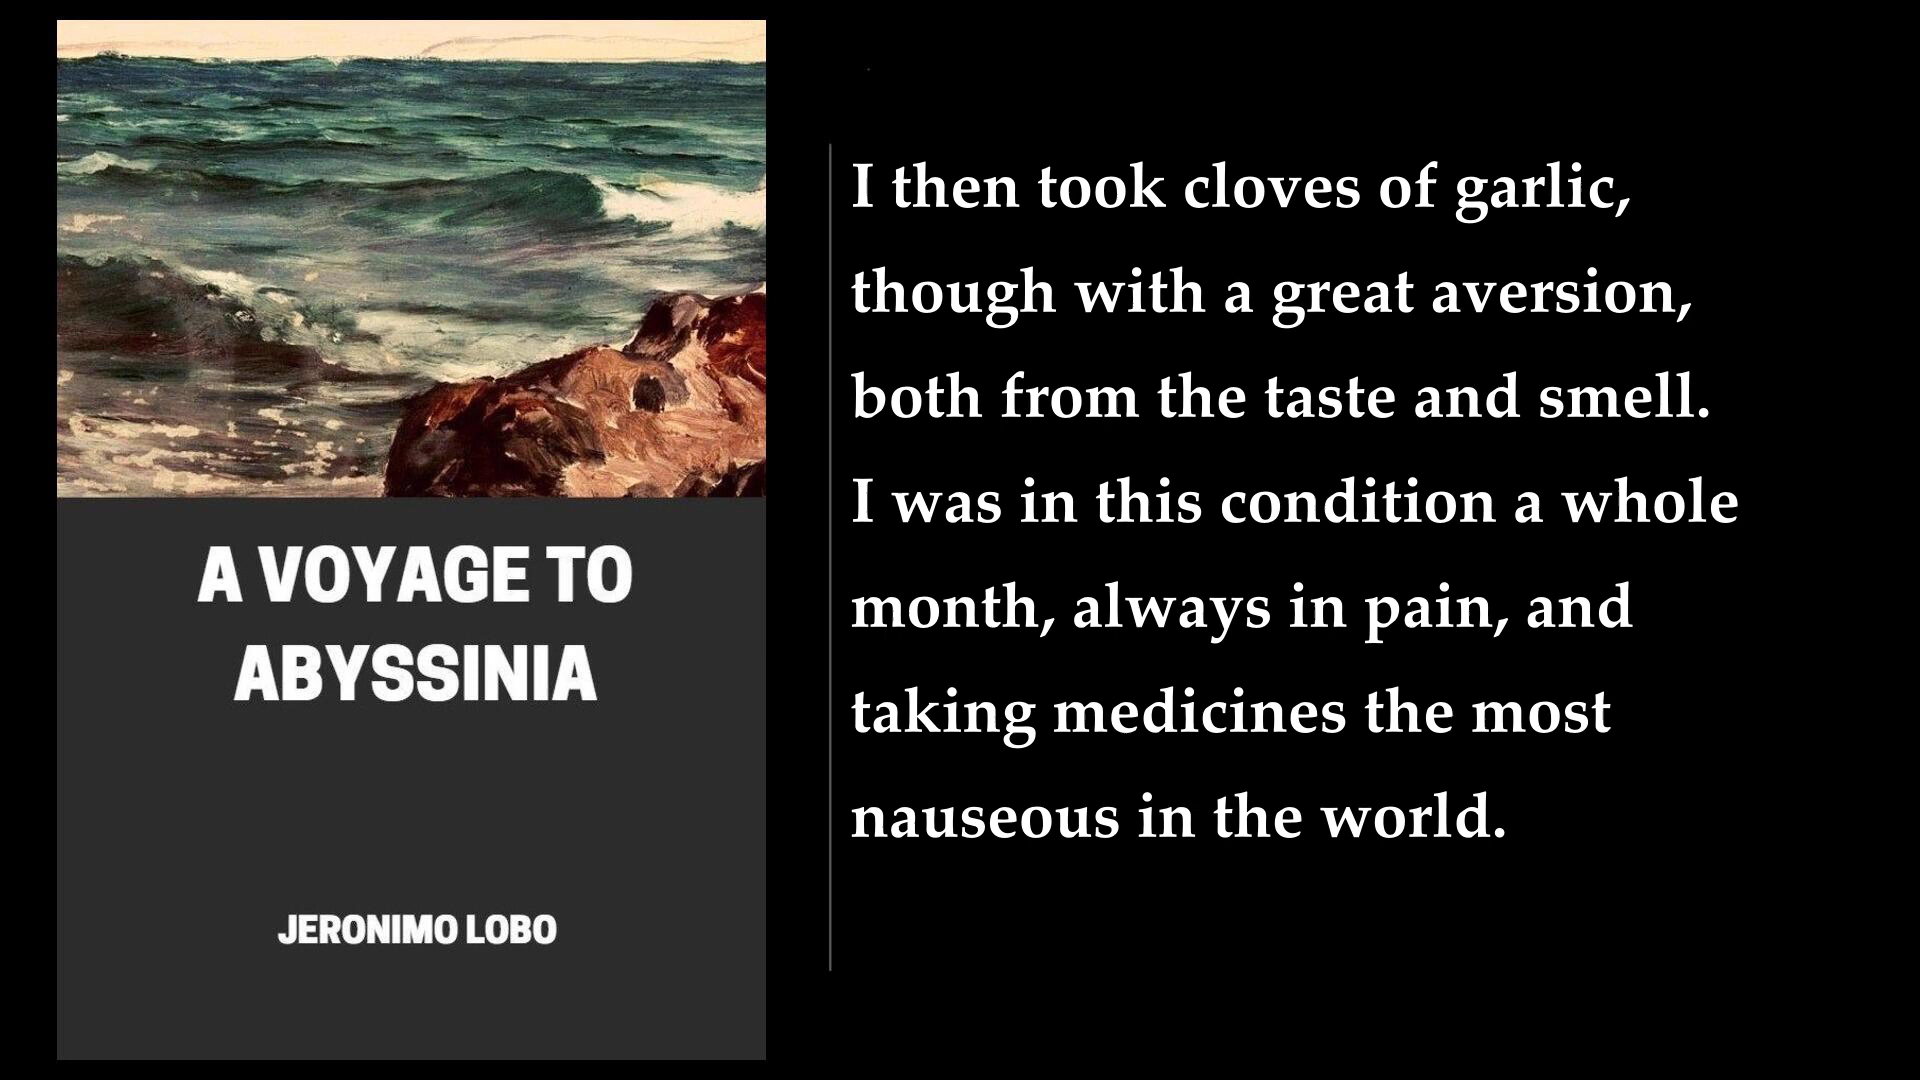 A VOYAGE TO
ABYSSINIA
JERONIMO LOBO
I then took cloves of garlic,
though with a great aversion,
both from the taste and smell.
I was in this condition a whole
month, always in pain, and
taking medicines the most
nauseous in the world.